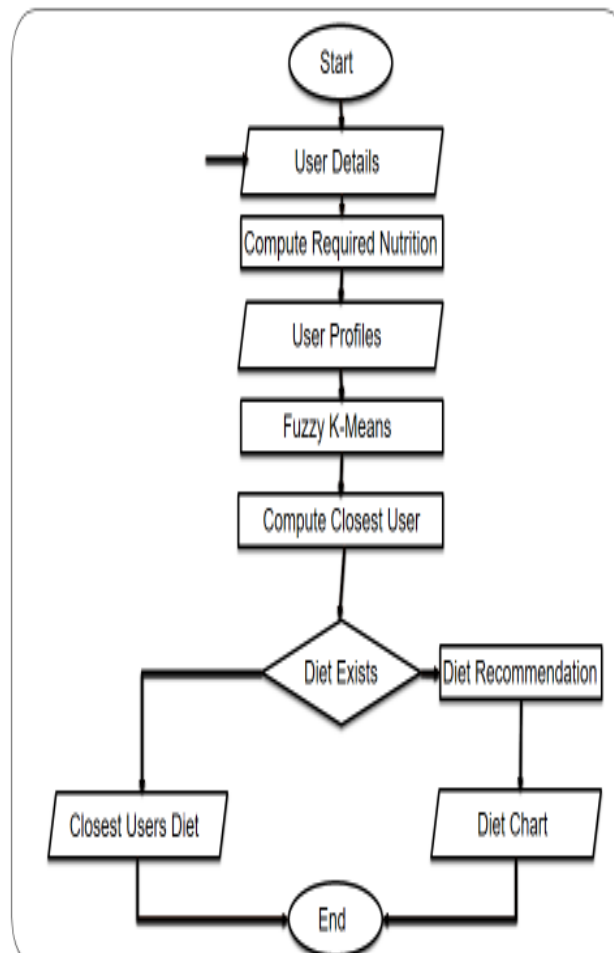 Start
User Details
Compute Required Nutrition
User Profiles
Fuzzy K-Means
Compute Closest User
Diet Exists
Diet Recommendation
Closest Users Diet
Diet Chart
End